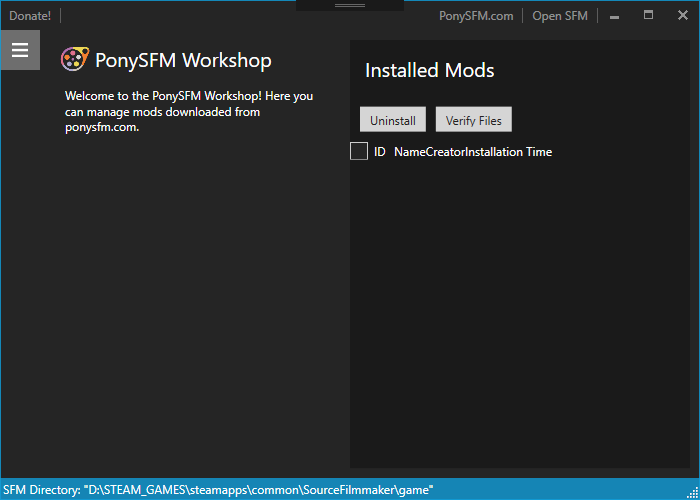 Donate!
PonySFM.com
Open SFM
PonySFM Workshop
Welcome to the PonySFM Workshop! Here you
can manage mods downloaded from
ponysfm.com.
Installed Mods
Uninstall
Verify Files
ID NameCreatorInstallation Time
SFM Directory: "D:\STEAM_GAMES\steamapps\common\SourceFilmmaker\game"